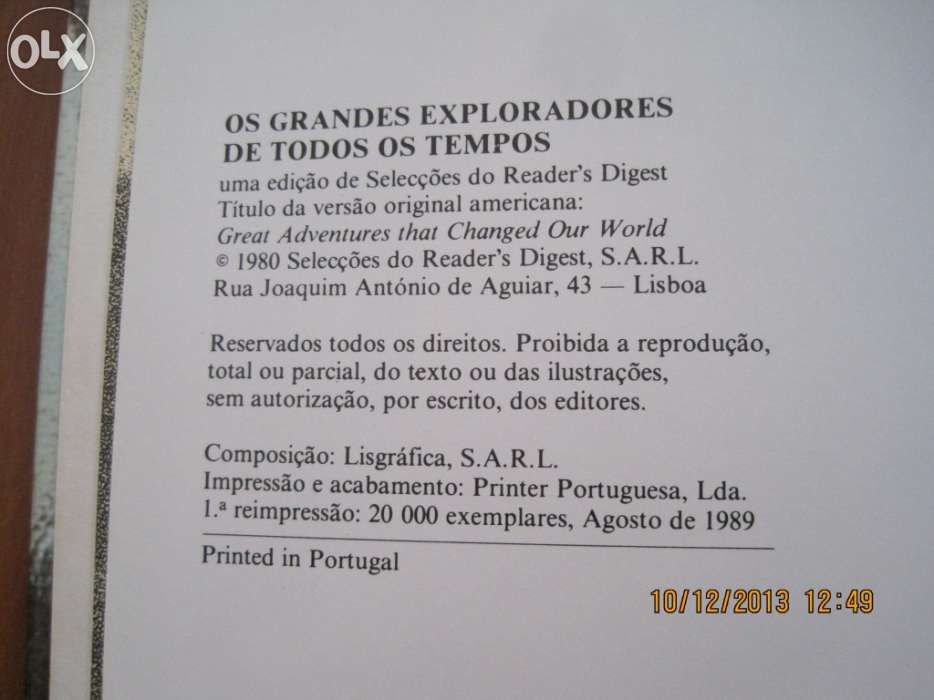 OLX
OS GRANDES EXPLORADORES
DE TODOS OS TEMPOS
uma edição de Selecções do Reader's Digest
Título da versão original americana:
Great Adventures that Changed Our World
© 1980 Selecções do Reader's Digest, S.A.R.L.
Rua Joaquim António de Aguiar, 43 — Lisboa
Reservados todos os direitos. Proibida a reprodução,
total ou parcial, do texto ou das ilustrações,
sem autorização, por escrito, dos editores.
Composição: Lisgráfica, S.A.R.L.
Impressão e acabamento: Printer Portuguesa, Lda.
1.ª reimpressão: 20 000 exemplares, Agosto de 1989
Printed in Portugal
10/12/2013 12:49